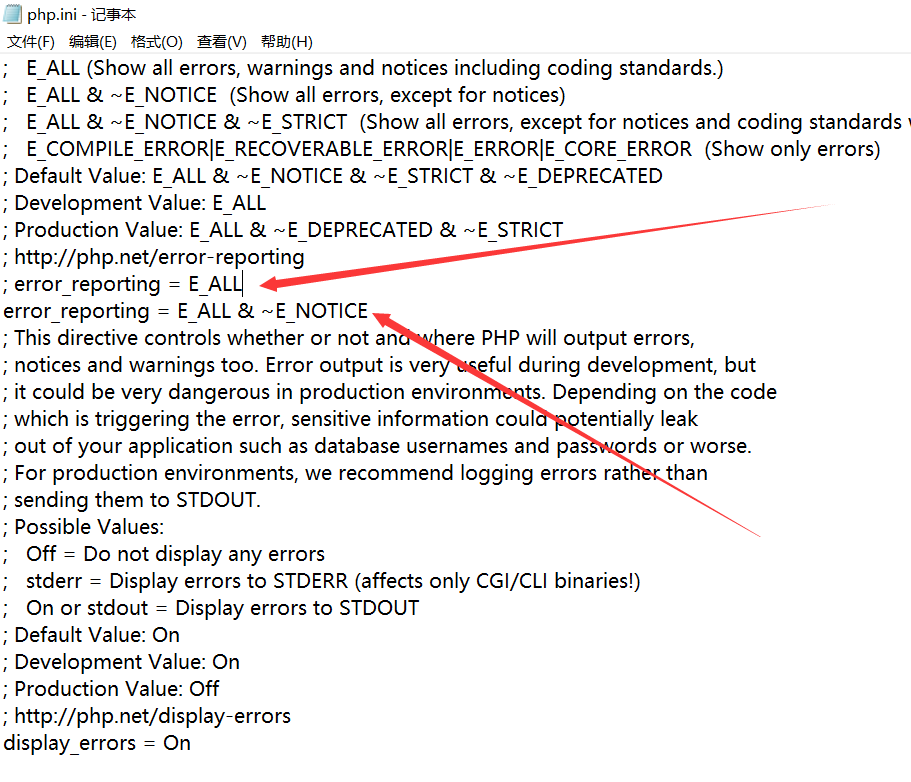 php.ini - 记事本
文件(F) 编辑(E) 格式(O) 查看(V) 帮助(H)
;   E_ALL (Show all errors, warnings and notices including coding standards.)
;   E_ALL & ~E_NOTICE  (Show all errors, except for notices)
;   E_ALL & ~E_NOTICE & ~E_STRICT  (Show all errors, except for notices and coding standards
;   E_COMPILE_ERROR|E_RECOVERABLE_ERROR|E_ERROR|E_CORE_ERROR  (Show only errors)
; Default Value: E_ALL & ~E_NOTICE & ~E_STRICT & ~E_DEPRECATED
; Development Value: E_ALL
; Production Value: E_ALL & ~E_DEPRECATED & ~E_STRICT
; http://php.net/error-reporting
; error_reporting = E_ALL
error_reporting = E_ALL & ~E_NOTICE
; This directive controls whether or not and where PHP will output errors,
; notices and warnings too. Error output is very useful during development, but
; it could be very dangerous in production environments. Depending on the code
; which is triggering the error, sensitive information could potentially leak
; out of your application such as database usernames and passwords or worse.
; For production environments, we recommend logging errors rather than
; sending them to STDOUT.
; Possible Values:
;   Off = Do not display any errors
;   stderr = Display errors to STDERR (affects only CGI/CLI binaries!)
;   On or stdout = Display errors to STDOUT
; Default Value: On
; Development Value: On
; Production Value: Off
; http://php.net/display-errors
display_errors = On